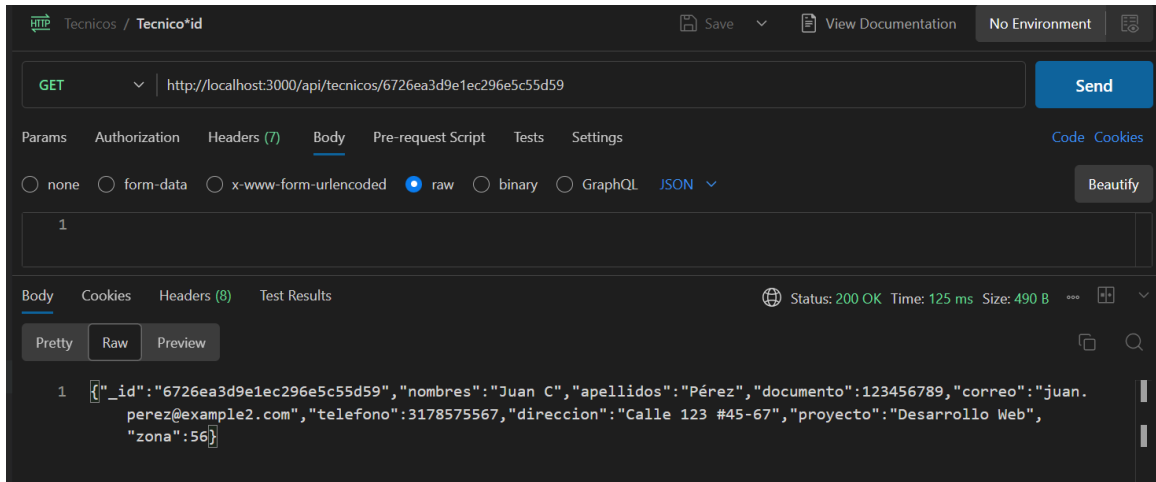 HTTP Tecnicos / Tecnico*id Save View Documentation No Environment
GET http://localhost:3000/api/tecnicos/6726ea3d9e1ec296e5c55d59 Send
Params Authorization Headers (7) Body Pre-request Script Tests Settings Code Cookies
none form-data x-www-form-urlencoded raw binary GraphQL JSON Beautify
1
Body Cookies Headers (8) Test Results Status: 200 OK Time: 125 ms Size: 490 B
Pretty Raw Preview
1 {"_id":"6726ea3d9e1ec296e5c55d59","nombres":"Juan C","apellidos":"Pérez","documento":123456789,"correo":"juan.
perez@example2.com","telefono":3178575567,"direccion":"Calle 123 #45-67","proyecto":"Desarrollo Web",
"zona":56}